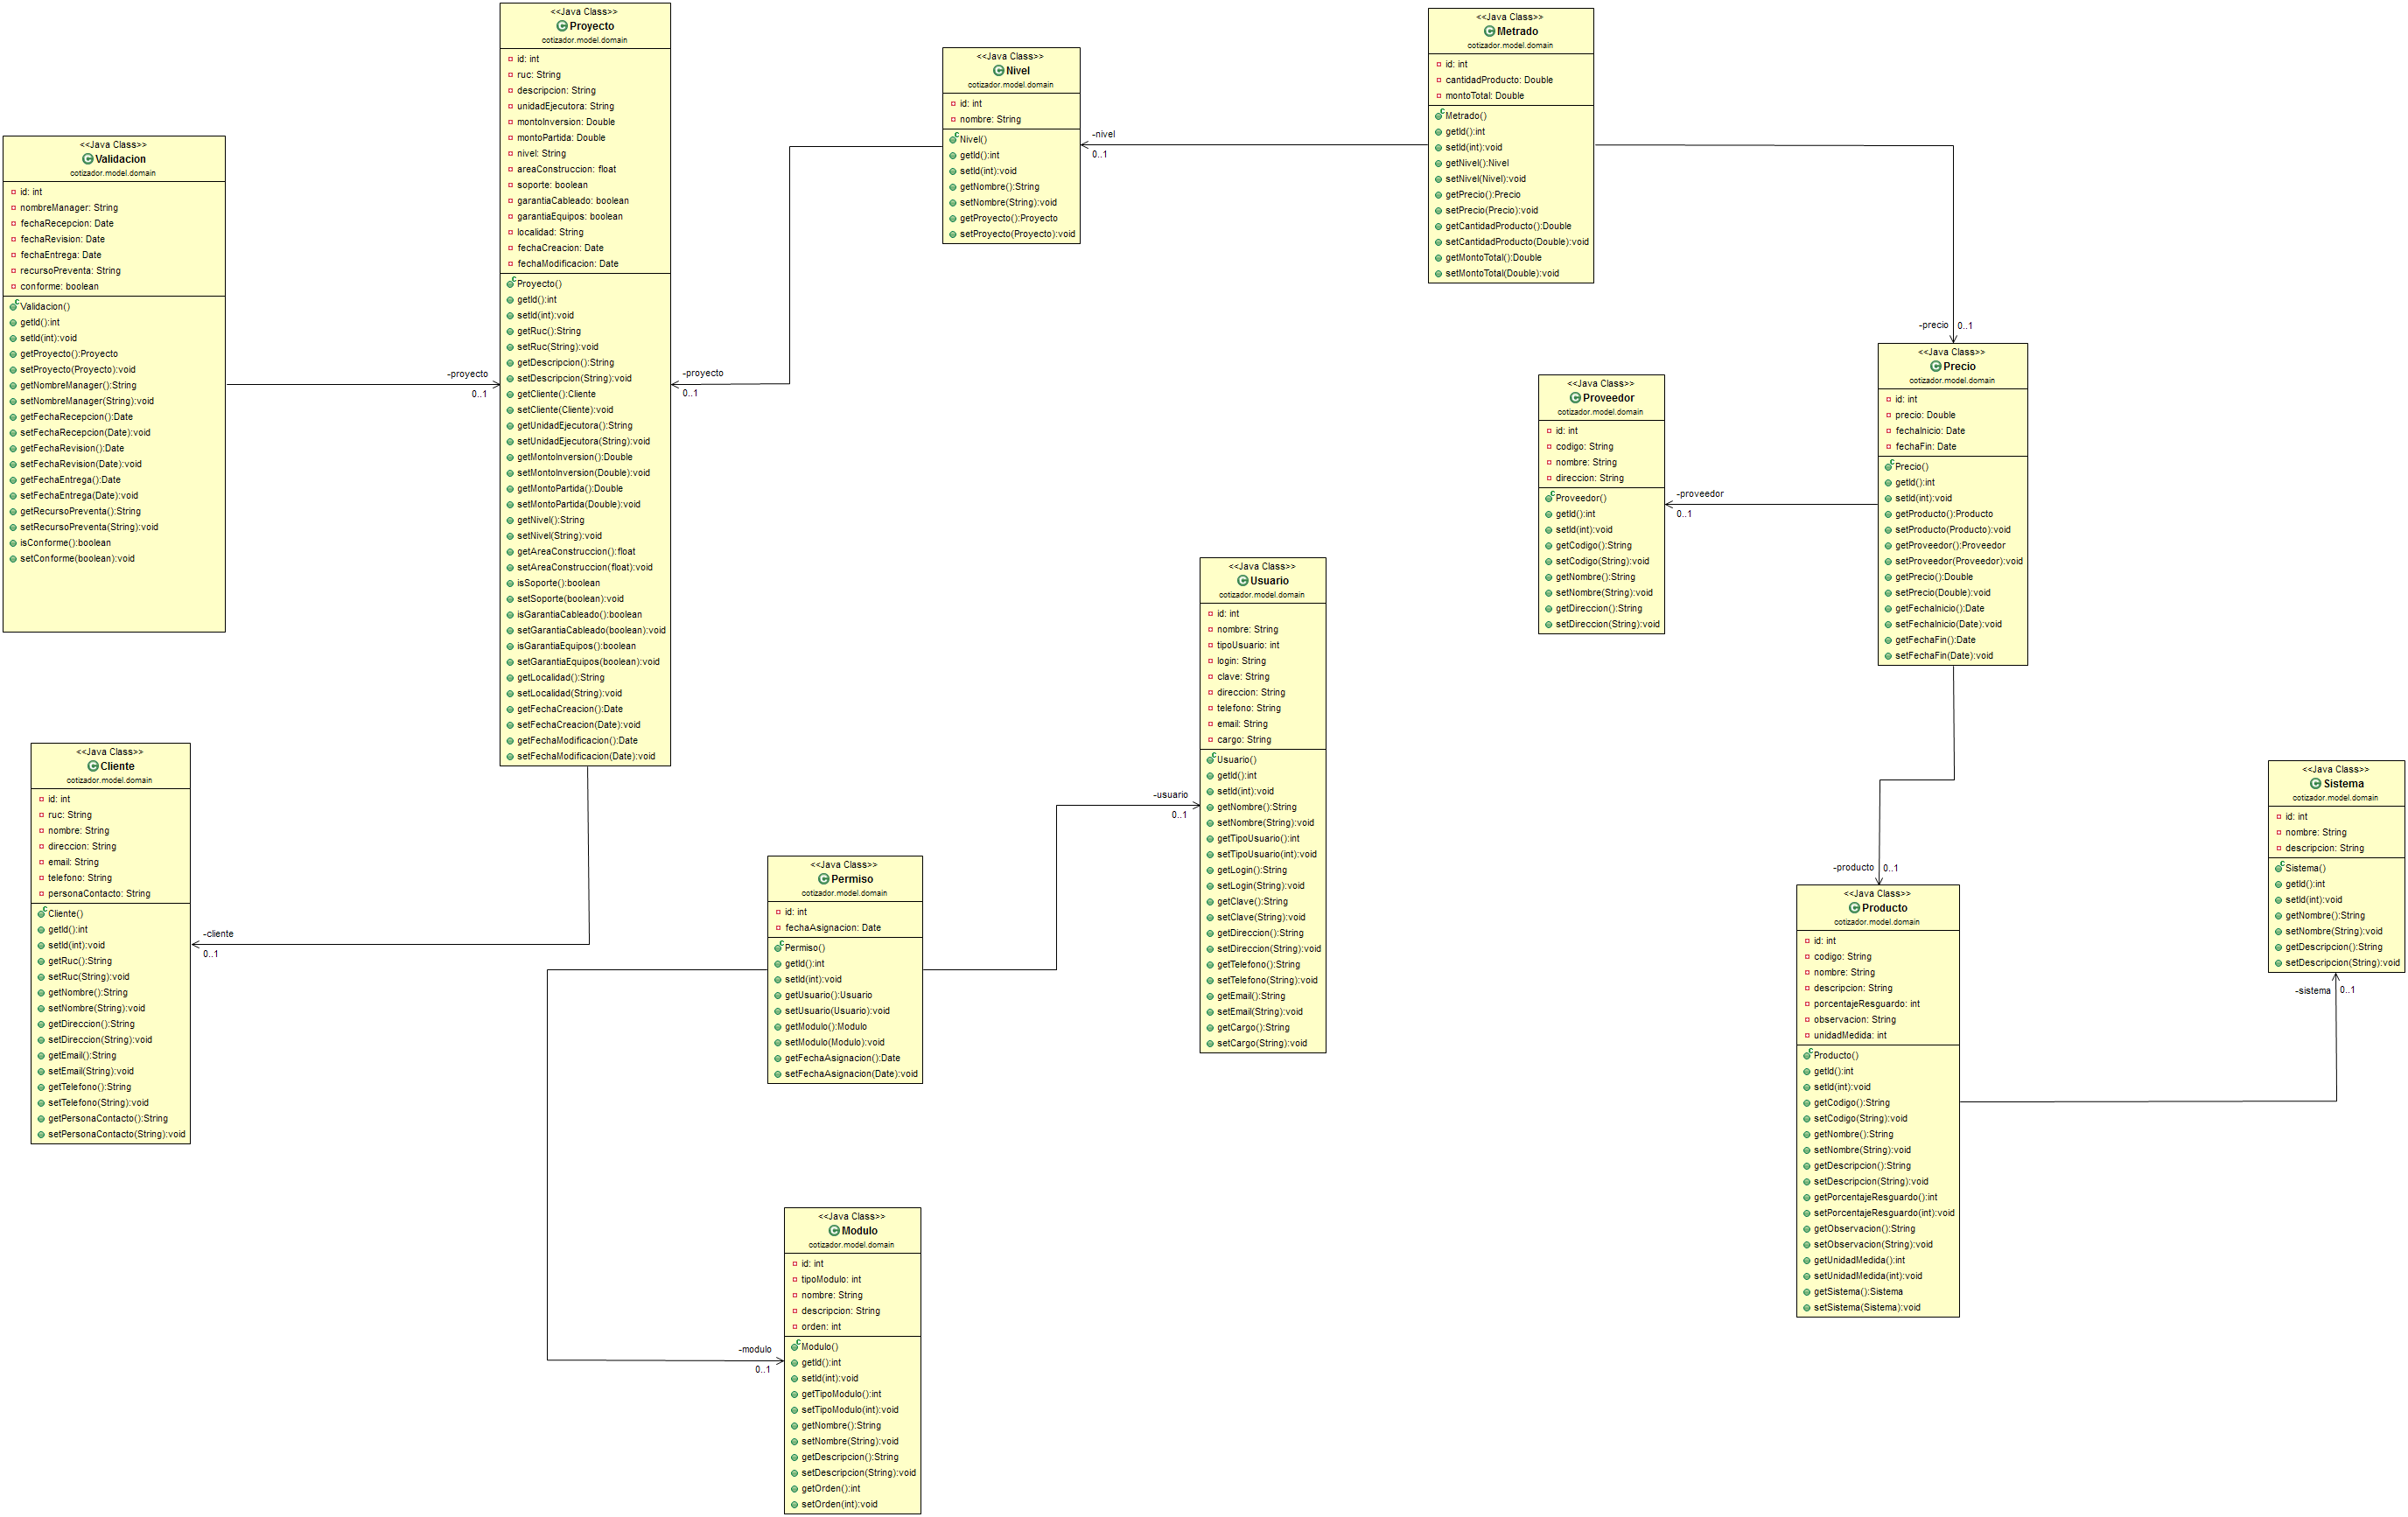 <<Java Class>>
Validacion
cotizador.model.domain
id: int
nombreManager: String
fechaRecepcion: Date
fechaRevision: Date
fechaEntrega: Date
recursoPreventa: String
conforme: boolean
Validacion()
getId():int
setId(int):void
getProyecto():Proyecto
setProyecto(Proyecto):void
getNombreManager():String
setNombreManager(String):void
getFechaRecepcion():Date
setFechaRecepcion(Date):void
getFechaRevision():Date
setFechaRevision(Date):void
getFechaEntrega():Date
setFechaEntrega(Date):void
getRecursoPreventa():String
setRecursoPreventa(String):void
isConforme():boolean
setConforme(boolean):void
-proyecto
0..1
<<Java Class>>
Proyecto
cotizador.model.domain
id: int
ruc: String
descripcion: String
unidadEjecutora: String
montoInversion: Double
montoPartida: Double
nivel: String
areaConstruccion: float
soporte: boolean
garantiaCableado: boolean
garantiaEquipos: boolean
localidad: String
fechaCreacion: Date
fechaModificacion: Date
Proyecto()
getId():int
setId(int):void
getRuc():String
setRuc(String):void
getDescripcion():String
setDescripcion(String):void
getCliente():Cliente
setCliente(Cliente):void
getUnidadEjecutora():String
setUnidadEjecutora(String):void
getMontoInversion():Double
setMontoInversion(Double):void
getMontoPartida():Double
setMontoPartida(Double):void
getNivel():String
setNivel(String):void
getAreaConstruccion():float
setAreaConstruccion(float):void
isSoporte():boolean
setSoporte(boolean):void
isGarantiaCableado():boolean
setGarantiaCableado(boolean):void
isGarantiaEquipos():boolean
setGarantiaEquipos(boolean):void
getLocalidad():String
setLocalidad(String):void
getFechaCreacion():Date
setFechaCreacion(Date):void
getFechaModificacion():Date
setFechaModificacion(Date):void
-proyecto
0..1
<<Java Class>>
Nivel
cotizador.model.domain
id: int
nombre: String
Nivel()
getId():int
setId(int):void
getNombre():String
setNombre(String):void
getProyecto():Proyecto
setProyecto(Proyecto):void
-nivel
0..1
<<Java Class>>
Metrado
cotizador.model.domain
id: int
cantidadProducto: Double
montoTotal: Double
Metrado()
getId():int
setId(int):void
getNivel():Nivel
setNivel(Nivel):void
getPrecio():Precio
setPrecio(Precio):void
getCantidadProducto():Double
setCantidadProducto(Double):void
getMontoTotal():Double
setMontoTotal(Double):void
-precio
0..1
<<Java Class>>
Precio
cotizador.model.domain
id: int
precio: Double
fechaInicio: Date
fechaFin: Date
Precio()
getId():int
setId(int):void
getProducto():Producto
setProducto(Producto):void
getProveedor():Proveedor
setProveedor(Proveedor):void
getPrecio():Double
setPrecio(Double):void
getFechaInicio():Date
setFechaInicio(Date):void
getFechaFin():Date
setFechaFin(Date):void
<<Java Class>>
Proveedor
cotizador.model.domain
id: int
codigo: String
nombre: String
direccion: String
Proveedor()
getId():int
setId(int):void
getCodigo():String
setCodigo(String):void
getNombre():String
setNombre(String):void
getDireccion():String
setDireccion(String):void
-proveedor
0..1
<<Java Class>>
Usuario
cotizador.model.domain
id: int
nombre: String
tipoUsuario: int
login: String
clave: String
direccion: String
telefono: String
email: String
cargo: String
Usuario()
getId():int
setId(int):void
getNombre():String
setNombre(String):void
getTipoUsuario():int
setTipoUsuario(int):void
getLogin():String
setLogin(String):void
getClave():String
setClave(String):void
getDireccion():String
setDireccion(String):void
getTelefono():String
setTelefono(String):void
getEmail():String
setEmail(String):void
getCargo():String
setCargo(String):void
-usuario
0..1
<<Java Class>>
Cliente
cotizador.model.domain
id: int
ruc: String
nombre: String
direccion: String
email: String
telefono: String
personaContacto: String
Cliente()
getId():int
setId(int):void
getRuc():String
setRuc(String):void
getNombre():String
setNombre(String):void
getDireccion():String
setDireccion(String):void
getEmail():String
setEmail(String):void
getTelefono():String
setTelefono(String):void
getPersonaContacto():String
setPersonaContacto(String):void
-cliente
0..1
<<Java Class>>
Permiso
cotizador.model.domain
id: int
fechaAsignacion: Date
Permiso()
getId():int
setId(int):void
getUsuario():Usuario
setUsuario(Usuario):void
getModulo():Modulo
setModulo(Modulo):void
getFechaAsignacion():Date
setFechaAsignacion(Date):void
-producto
0..1
<<Java Class>>
Producto
cotizador.model.domain
id: int
codigo: String
nombre: String
descripcion: String
porcentajeResguardo: int
observacion: String
unidadMedida: int
Producto()
getId():int
setId(int):void
getCodigo():String
setCodigo(String):void
getNombre():String
setNombre(String):void
getDescripcion():String
setDescripcion(String):void
getPorcentajeResguardo():int
setPorcentajeResguardo(int):void
getObservacion():String
setObservacion(String):void
getUnidadMedida():int
setUnidadMedida(int):void
getSistema():Sistema
setSistema(Sistema):void
<<Java Class>>
Sistema
cotizador.model.domain
id: int
nombre: String
descripcion: String
Sistema()
getId():int
setId(int):void
getNombre():String
setNombre(String):void
getDescripcion():String
setDescripcion(String):void
-sistema
0..1
<<Java Class>>
Modulo
cotizador.model.domain
id: int
tipoModulo: int
nombre: String
descripcion: String
orden: int
Modulo()
getId():int
setId(int):void
getTipoModulo():int
setTipoModulo(int):void
getNombre():String
setNombre(String):void
getDescripcion():String
setDescripcion(String):void
getOrden():int
setOrden(int):void
-modulo
0..1